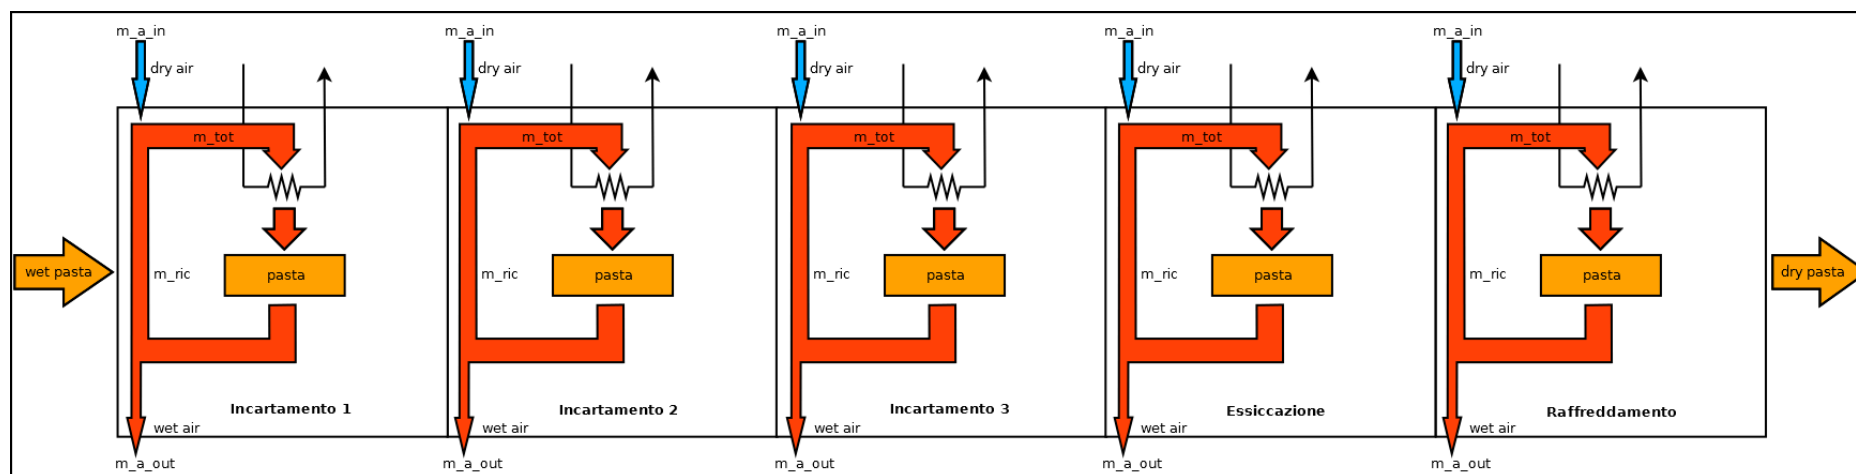 m_a_in
m_a_in
m_a_in
m_a_in
m_a_in
dry air
dry air
dry air
dry air
dry air
m_tot
m_tot
m_tot
m_tot
m_tot
wet pasta
m_ric
pasta
m_ric
pasta
m_ric
pasta
m_ric
pasta
m_ric
pasta
dry pasta
Incartamento 1
Incartamento 2
Incartamento 3
Essiccazione
Raffreddamento
wet air
wet air
wet air
wet air
wet air
m_a_out
m_a_out
m_a_out
m_a_out
m_a_out